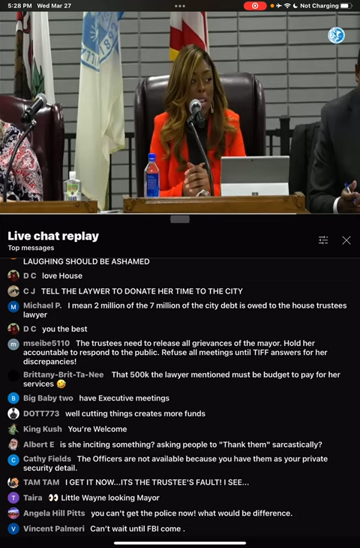 5:28 PM Wed Mar 27
Not Charging
Live chat replay
Top messages
LAUGHING SHOULD BE ASHAMED
D C love House
C J TELL THE LAYWER TO DONATE HER TIME TO THE CITY
Michael P. I mean 2 million of the 7 million of the city debt is owed to the house trustees
lawyer
D C you the best
mseibe5110 The trustees need to release all grievances of the mayor. Hold her
accountable to respond to the public. Refuse all meetings until TIFF answers for her
discrepancies!
Brittany-Brit-Ta-Nee That 500k the lawyer mentioned must be budget to pay for her
services 🤣
Big Baby two have Executive meetings
DOTT773 well cutting things creates more funds
King Kush You're Welcome
Albert E is she inciting something? asking people to "Thank them" sarcastically?
Cathy Fields The Officers are not available because you have them as your private
security detail.
TAM TAM I GET IT NOW...ITS THE TRUSTEE'S FAULT! I SEE...
Taira 👀 Little Wayne looking Mayor
Angela Hill Pitts you can't get the police now! what would be difference.
Vincent Palmeri Can't wait until FBI come .